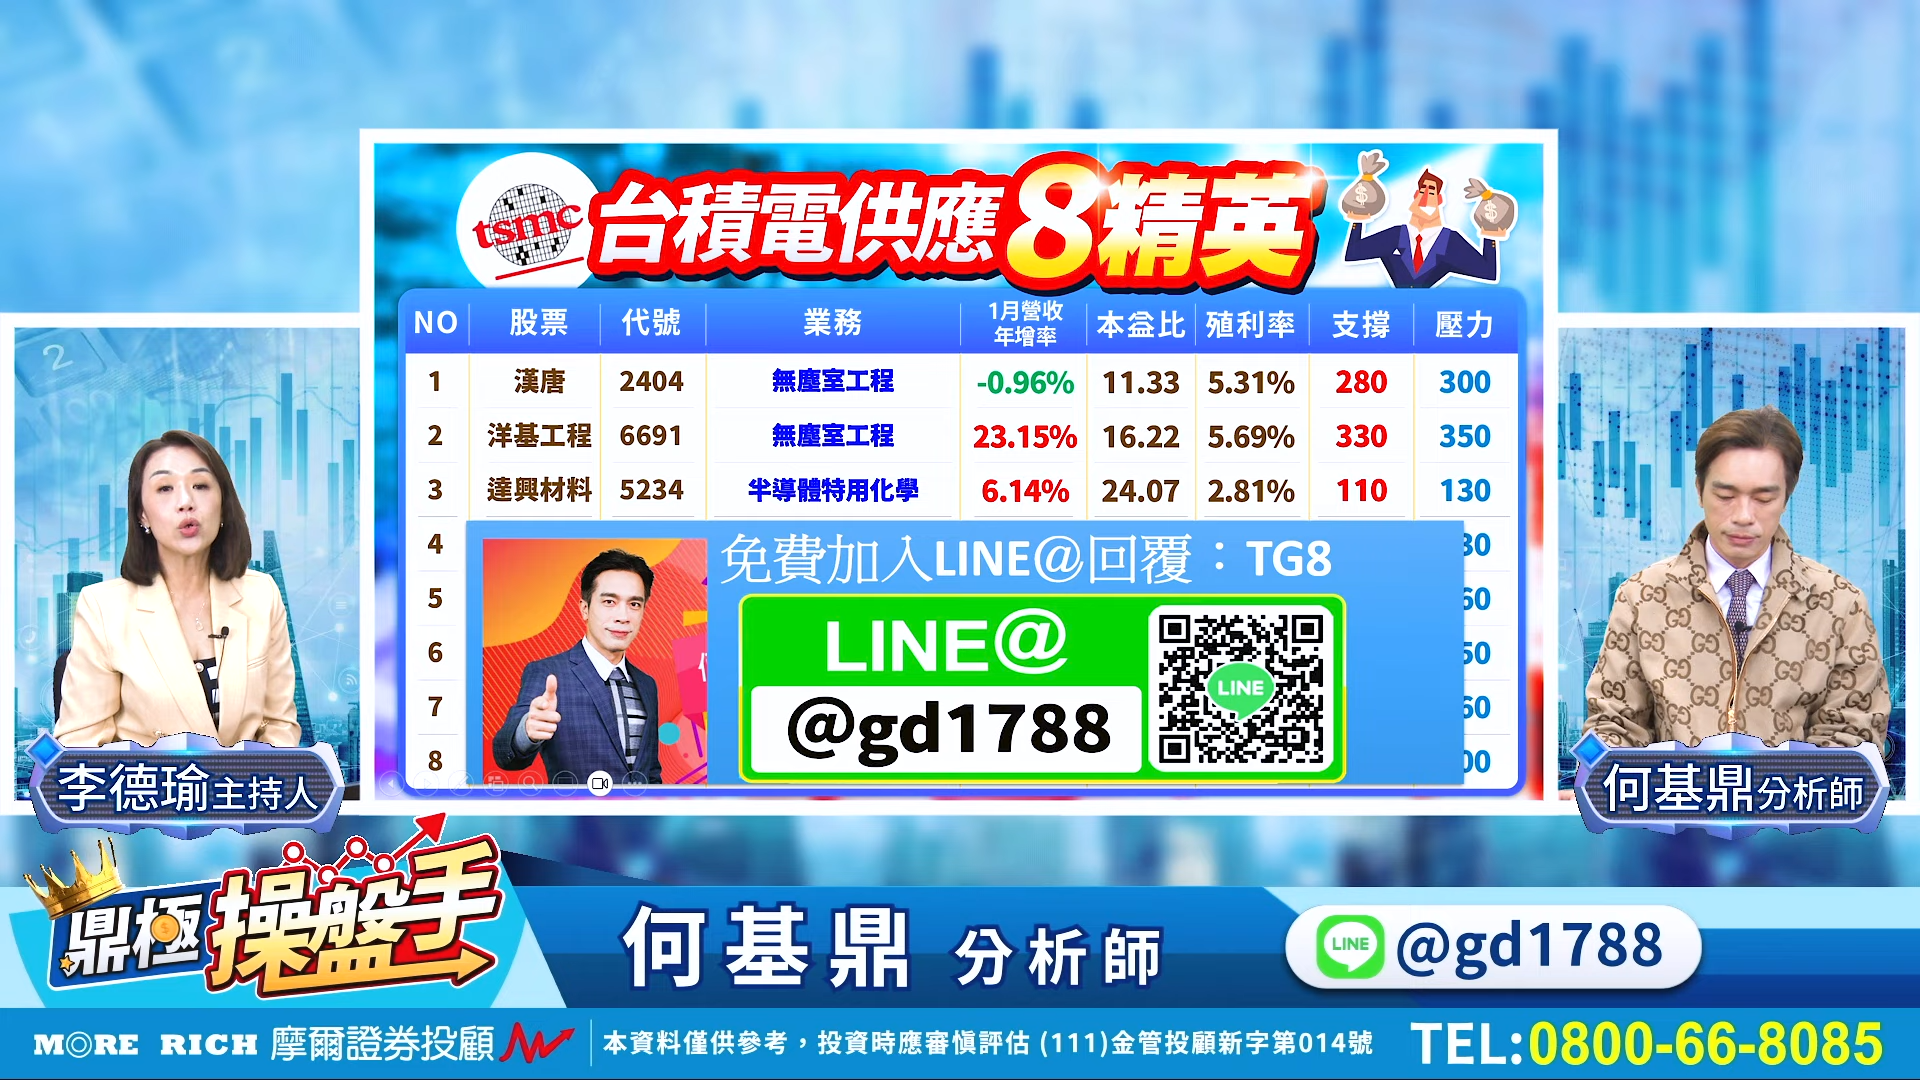 tsmc 台積電供應8精英
NO 股票 代號 業務 1月營收年增率 本益比 殖利率 支撐 壓力
1 漢唐 2404 無塵室工程 -0.96% 11.33 5.31% 280 300
2 洋基工程 6691 無塵室工程 23.15% 16.22 5.69% 330 350
3 達興材料 5234 半導體特用化學 6.14% 24.07 2.81% 110 130
4
5
6
7
8
免費加入LINE@回覆：TG8
LINE@
@gd1788
LINE
李德瑜主持人
何基鼎分析師
鼎極操盤手
何基鼎 分析師
LINE @gd1788
MORE RICH 摩爾證券投顧
本資料僅供參考，投資時應審慎評估 (111)金管投顧新字第014號
TEL:0800-66-8085